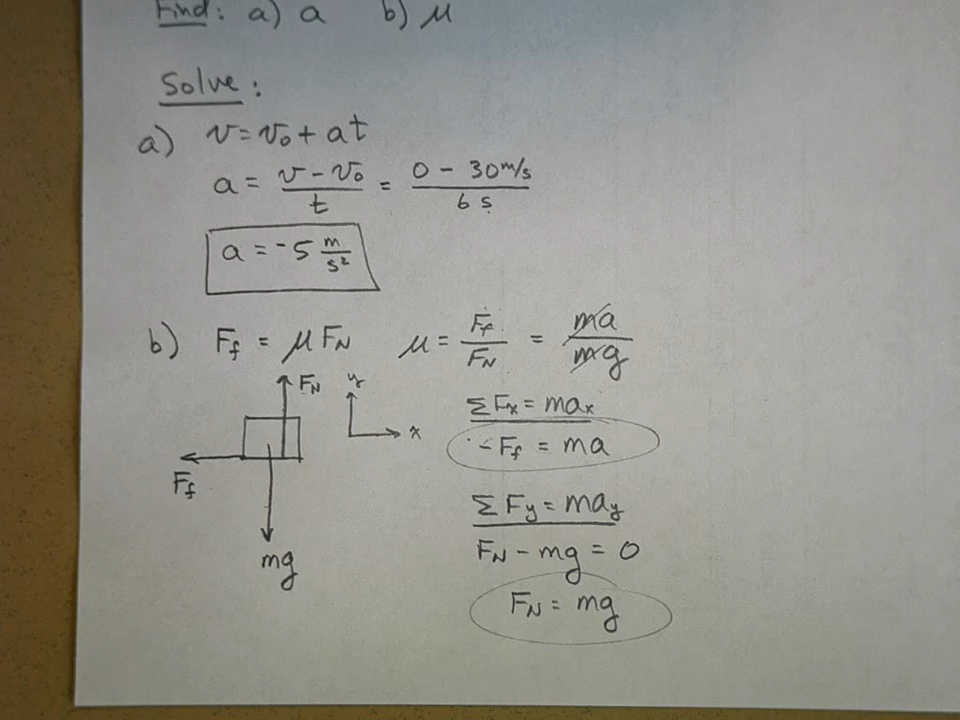 Find: a) a b) μ
Solve:
a) v = v₀ + at
a = (v - v₀)/t = (0 - 30 m/s)/(6 s)
a = -5 m/s²
b) F_f = μ F_N μ = F_f/F_N = ma/mg
F_N y x
F_f
mg
ΣF_x = ma_x
-F_f = ma
ΣF_y = ma_y
F_N - mg = 0
F_N = mg